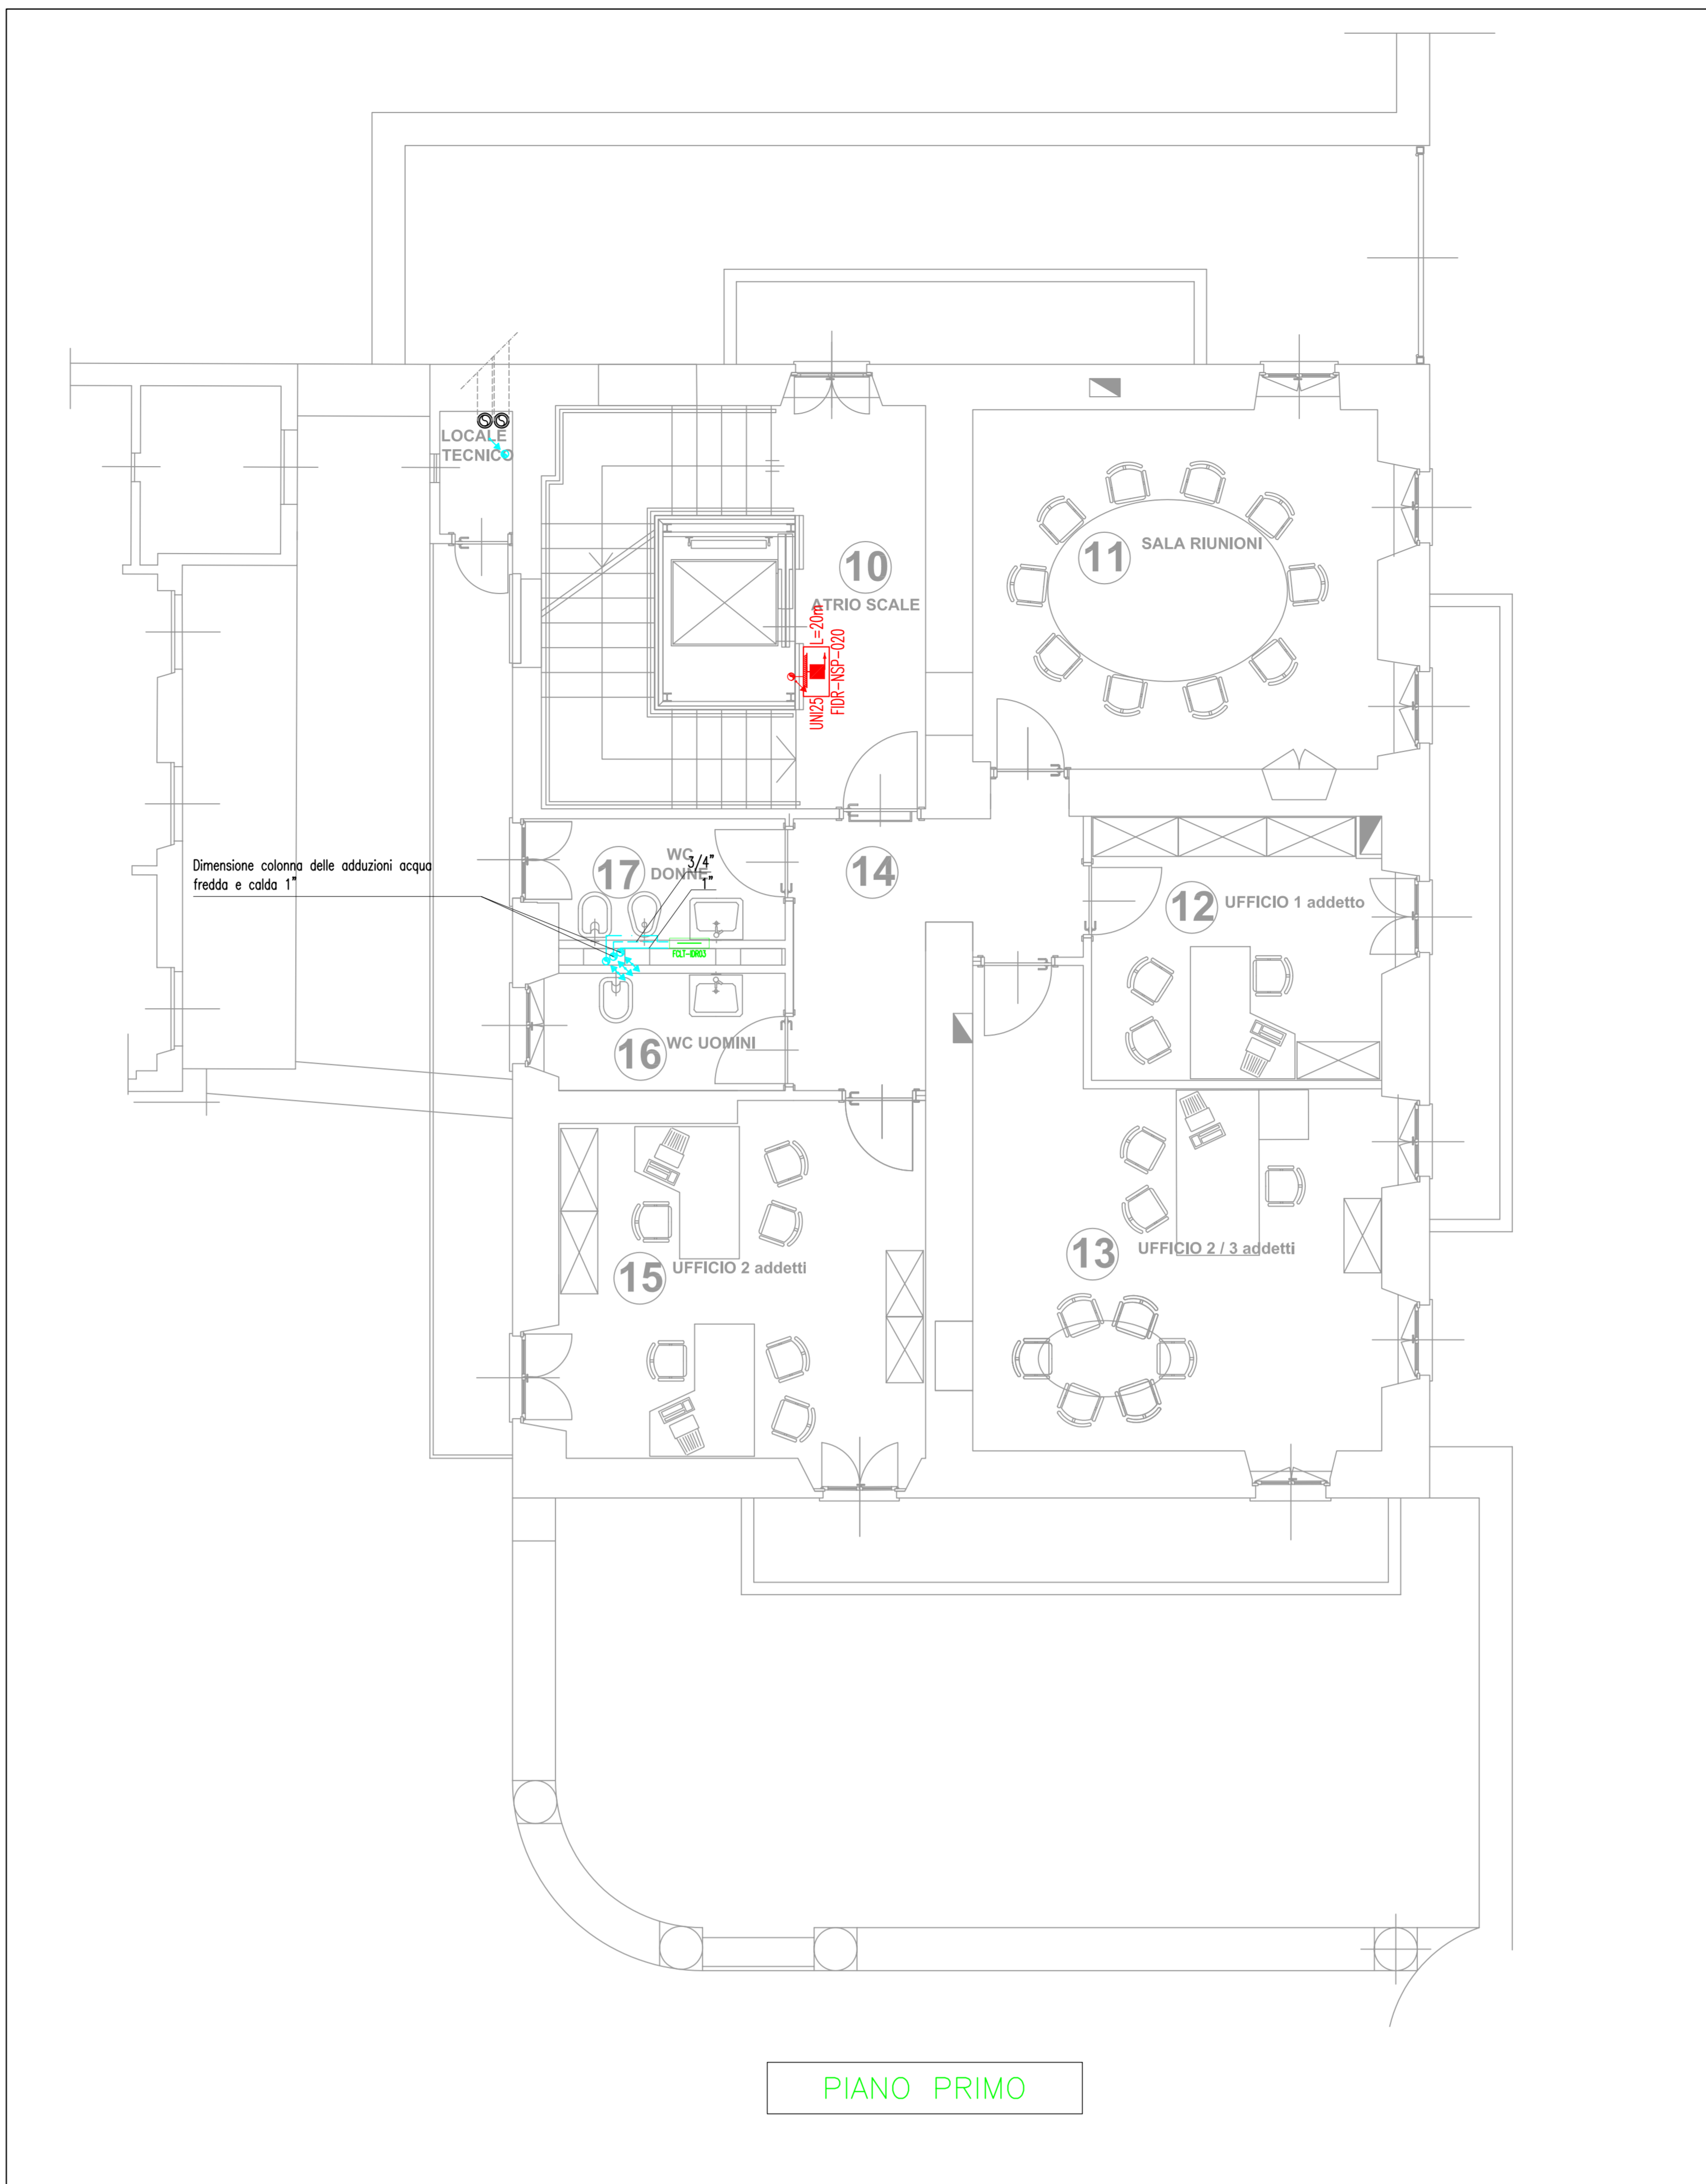 LOCALE
TECNICO
10
ATRIO SCALE
11
SALA RIUNIONI
L=20m
UNI25
FIDR-NSP-020
Dimensione colonna delle adduzioni acqua
fredda e calda 1"
17
WC
DONNE
3/4"
1"
14
12
UFFICIO 1 addetto
FCLT-IDR03
16
WC UOMINI
15
UFFICIO 2 addetti
13
UFFICIO 2 / 3 addetti
PIANO PRIMO